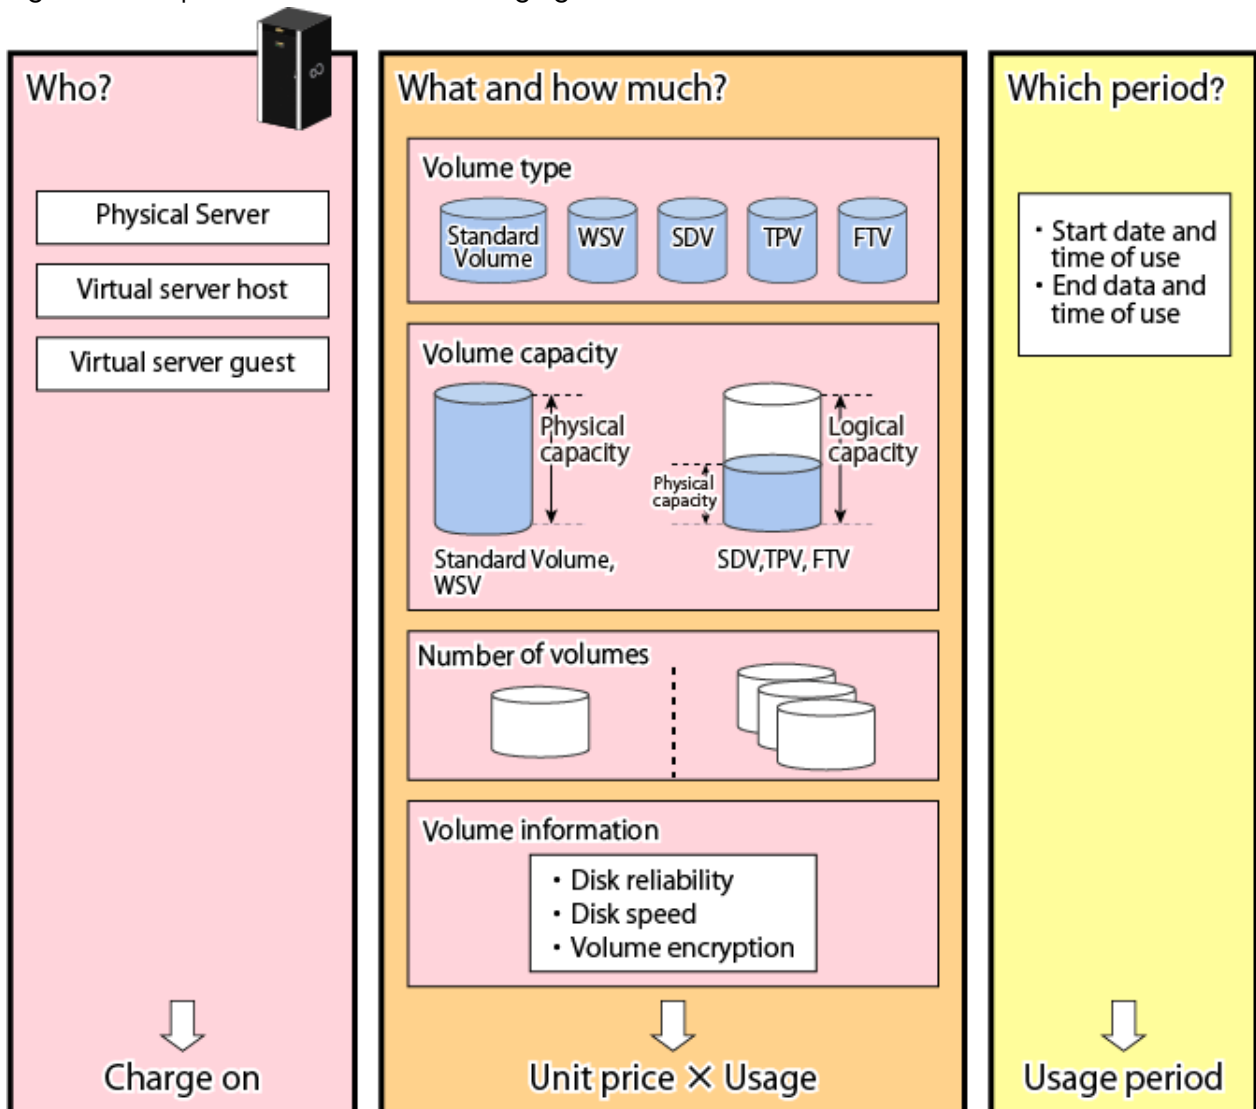 Who?
Physical Server
Virtual server host
Virtual server guest
Charge on
What and how much?
Volume type
Standard
Volume
WSV
SDV
TPV
FTV
Volume capacity
Physical
capacity
Standard Volume,
WSV
Logical
capacity
Physical
capacity
SDV,TPV, FTV
Number of volumes
Volume information
・Disk reliability
・Disk speed
・Volume encryption
Unit price × Usage
Which period?
・Start date and
time of use
・End data and
time of use
Usage period